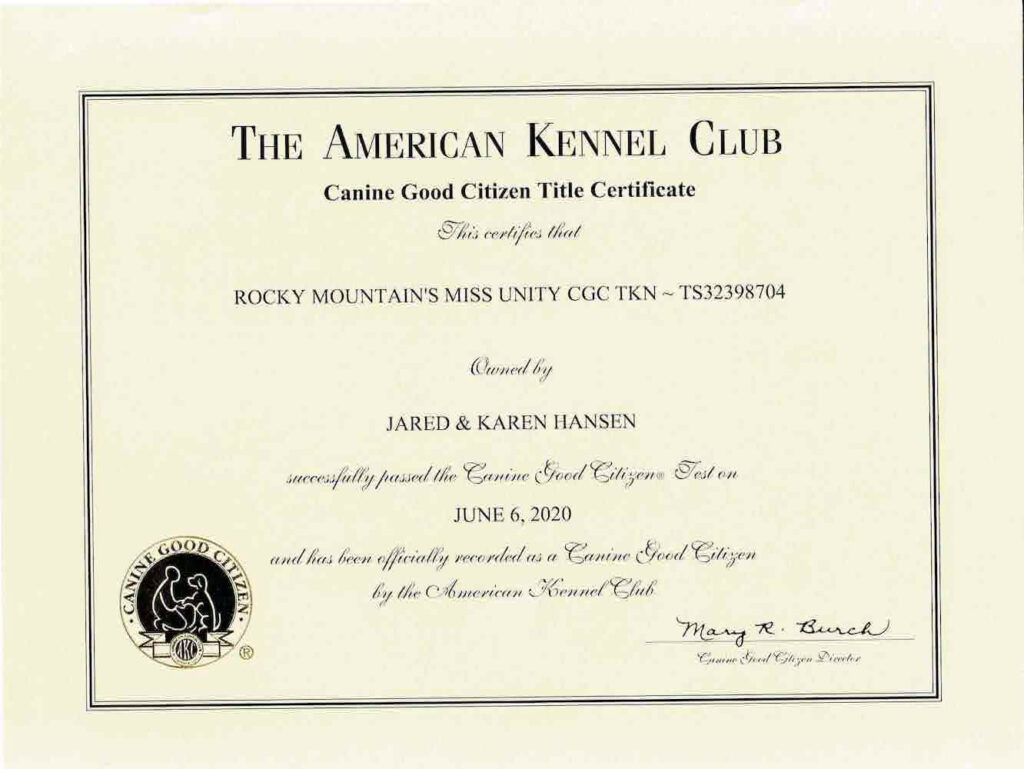 THE AMERICAN KENNEL CLUB
Canine Good Citizen Title Certificate
This certifies that
ROCKY MOUNTAIN'S MISS UNITY CGC TKN ~ TS32398704
Owned by
JARED & KAREN HANSEN
successfully passed the Canine Good Citizen® Test on
JUNE 6, 2020
and has been officially recorded as a Canine Good Citizen
by the American Kennel Club
· CANINE GOOD CITIZEN ·
AKC
®
Mary R. Burch
Canine Good Citizen Director